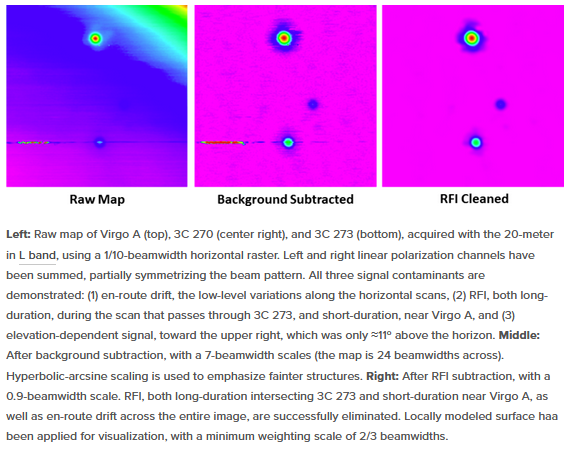 Raw Map
Background Subtracted
RFI Cleaned
Left: Raw map of Virgo A (top), 3C 270 (center right), and 3C 273 (bottom), acquired with the 20-meter
in L band, using a 1/10-beamwidth horizontal raster. Left and right linear polarization channels have
been summed, partially symmetrizing the beam pattern. All three signal contaminants are
demonstrated: (1) en-route drift, the low-level variations along the horizontal scans, (2) RFI, both long-
duration, during the scan that passes through 3C 273, and short-duration, near Virgo A, and (3)
elevation-dependent signal, toward the upper right, which was only ≈11º above the horizon. Middle:
After background subtraction, with a 7-beamwidth scales (the map is 24 beamwidths across).
Hyperbolic-arcsine scaling is used to emphasize fainter structures. Right: After RFI subtraction, with a
0.9-beamwidth scale. RFI, both long-duration intersecting 3C 273 and short-duration near Virgo A, as
well as en-route drift across the entire image, are successfully eliminated. Locally modeled surface haa
been applied for visualization, with a minimum weighting scale of 2/3 beamwidths.